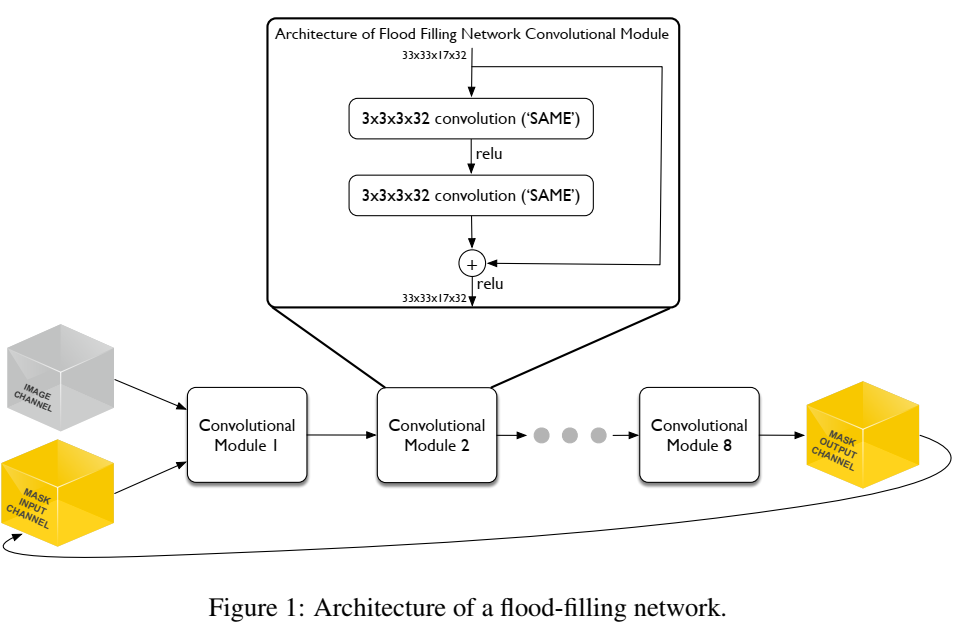 Architecture of Flood Filling Network Convolutional Module
33x33x17x32
3x3x3x32 convolution (‘SAME’)
relu
3x3x3x32 convolution (‘SAME’)
+
relu
33x33x17x32
IMAGE
CHANNEL
MASK
INPUT
CHANNEL
Convolutional
Module 1
Convolutional
Module 2
Convolutional
Module 8
MASK
OUTPUT
CHANNEL
Figure 1: Architecture of a flood-filling network.